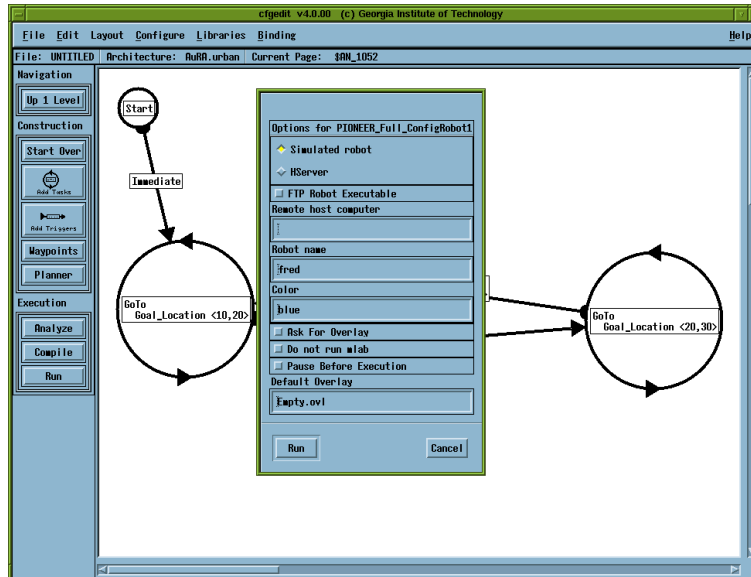 cfgedit v4.0.00 (c) Georgia Institute of Technology
File Edit Layout Configure Libraries Binding Help
File: UNTITLED Architecture: AuRA.urban Current Page: $AN_1052
Navigation
Up 1 Level
Construction
Start Over
Add Tasks
Add Triggers
Waypoints
Planner
Execution
Analyze
Compile
Run
Start
Immediate
GoTo
Goal_Location <10,20>
Options for PIONEER_Full_ConfigRobot1
Simulated robot
HServer
FTP Robot Executable
Remote host computer
Robot name
fred
Color
blue
Ask For Overlay
Do not run mlab
Pause Before Execution
Default Overlay
Empty.ovl
Run Cancel
GoTo
Goal_Location <20,30>